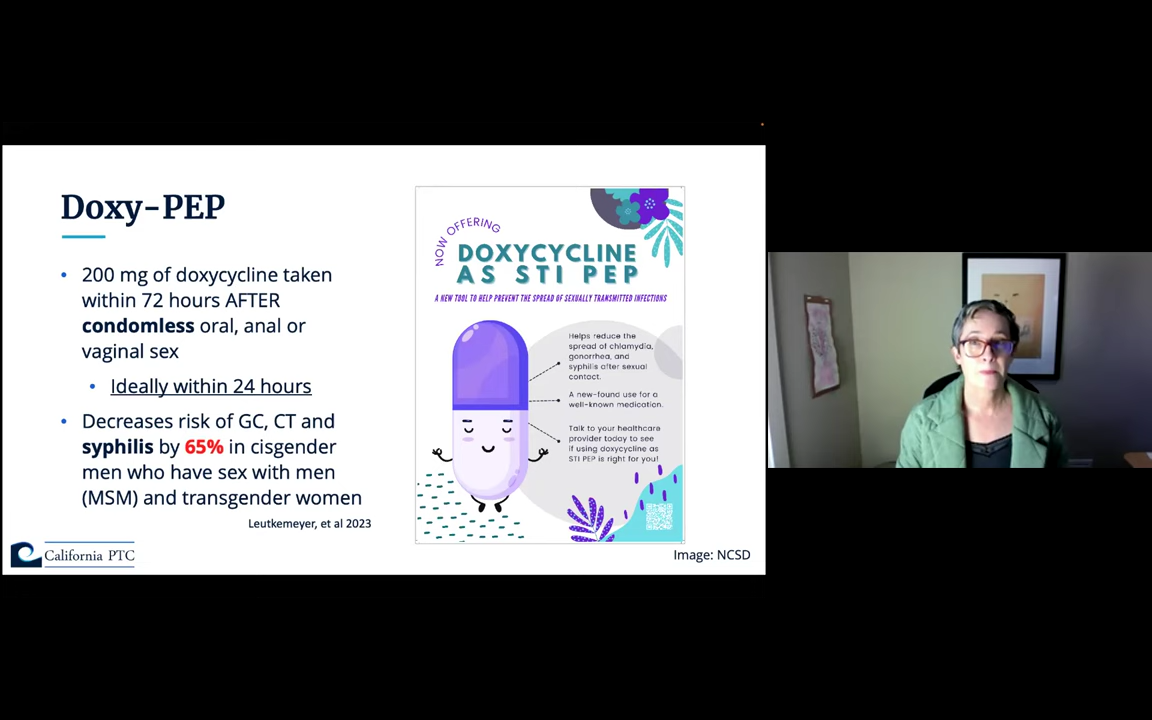 Doxy-PEP
• 200 mg of doxycycline taken
within 72 hours AFTER
condomless oral, anal or
vaginal sex
• Ideally within 24 hours
• Decreases risk of GC, CT and
syphilis by 65% in cisgender
men who have sex with men
(MSM) and transgender women
Leutkemeyer, et al 2023
California PTC
NOW OFFERING
DOXYCYCLINE
AS STI PEP
A NEW TOOL TO HELP PREVENT THE SPREAD OF SEXUALLY TRANSMITTED INFECTIONS
Helps reduce the
spread of chlamydia,
gonorrhea, and
syphilis after sexual
contact.
A new-found use for a
well-known medication.
Talk to your healthcare
provider today to see
if using doxycycline as
STI PEP is right for you!
Image: NCSD